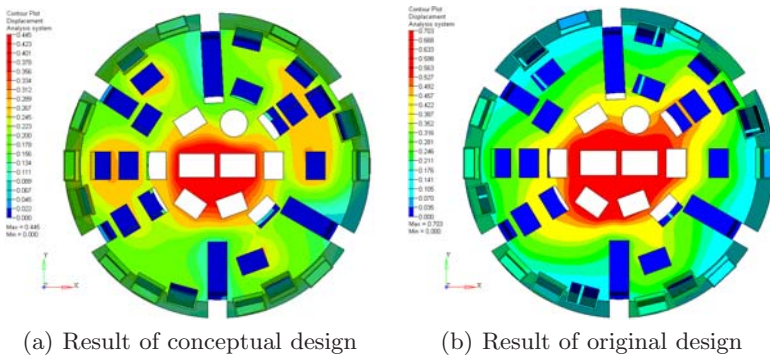 Contour Plot
Displacement
Analysis system
0.445
0.423
0.401
0.378
0.356
0.334
0.312
0.289
0.267
0.245
0.223
0.200
0.178
0.156
0.134
0.111
0.089
0.067
0.045
0.022
0.000
Max = 0.445
Min = 0.000
Y
Z X
(a) Result of conceptual design
Contour Plot
Displacement
Analysis system
0.703
0.668
0.633
0.598
0.563
0.527
0.492
0.457
0.422
0.387
0.352
0.316
0.281
0.246
0.211
0.176
0.141
0.105
0.070
0.035
0.000
Max = 0.703
Min = 0.000
Y
Z X
(b) Result of original design